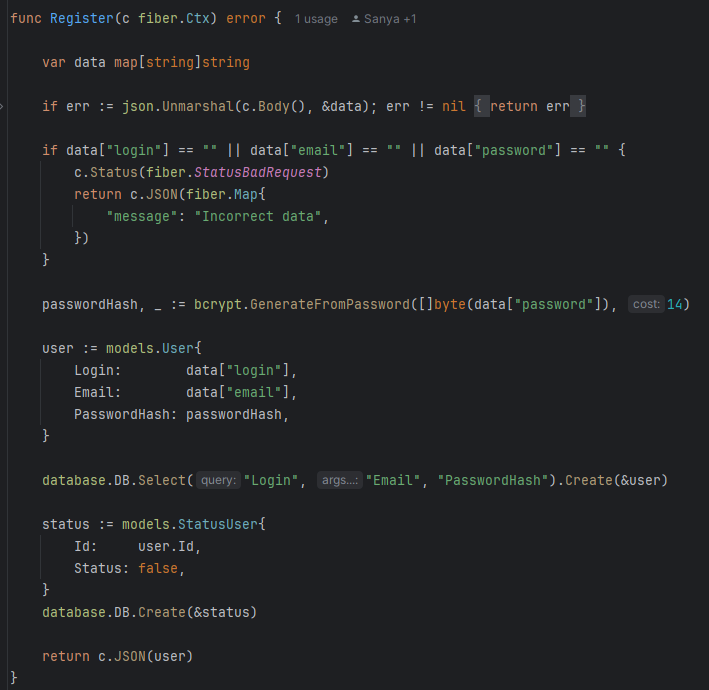 func Register(c fiber.Ctx) error { 1 usage Sanya +1
var data map[string]string
if err := json.Unmarshal(c.Body(), &data); err != nil { return err }
if data["login"] == "" || data["email"] == "" || data["password"] == "" {
c.Status(fiber.StatusBadRequest)
return c.JSON(fiber.Map{
"message": "Incorrect data",
})
}
passwordHash, _ := bcrypt.GenerateFromPassword([]byte(data["password"]), cost: 14)
user := models.User{
Login: data["login"],
Email: data["email"],
PasswordHash: passwordHash,
}
database.DB.Select( query: "Login", args...: "Email", "PasswordHash").Create(&user)
status := models.StatusUser{
Id: user.Id,
Status: false,
}
database.DB.Create(&status)
return c.JSON(user)
}